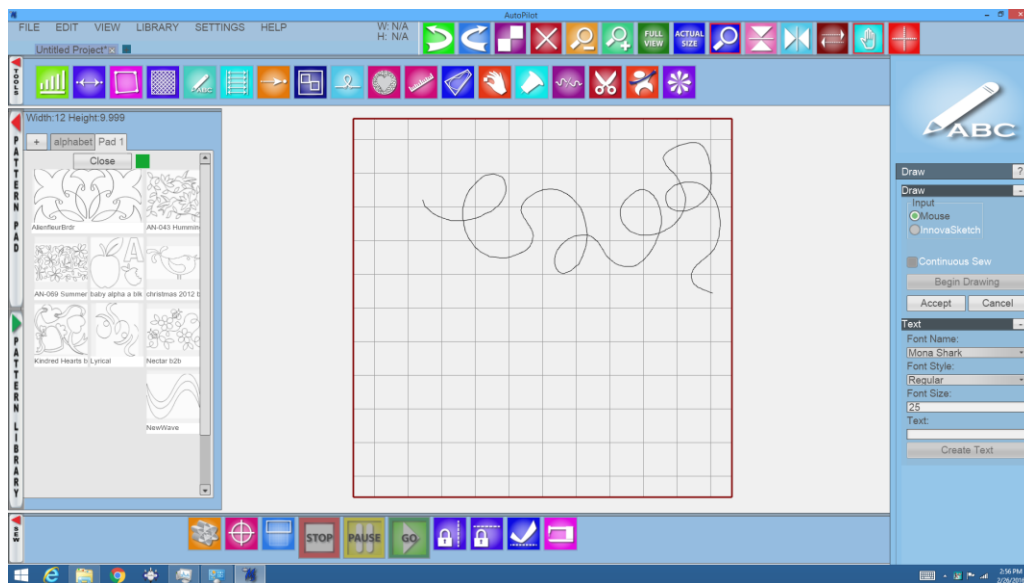 AutoPilot
FILE EDIT VIEW LIBRARY SETTINGS HELP
W: N/A
H: N/A
FULL VIEW
ACTUAL SIZE
Untitled Project*
TOOLS
ABC
ABC
Width:12 Height:9.999
+ alphabet Pad 1
Close
AllenfleurBrdr
AN-043 Hummin
AN-069 Summer
baby alpha a blk
christmas 2012 b
Kindred Hearts b
Lyrical
Nectar b2b
NewWave
PATTERN PAD
PATTERN LIBRARY
Draw ?
Draw
Input
Mouse
InnovaSketch
Continuous Sew
Begin Drawing
Accept
Cancel
Text
Font Name:
Mona Shark
Font Style:
Regular
Font Size:
25
Text:
Create Text
SEW
STOP
PAUSE
GO
2:56 PM